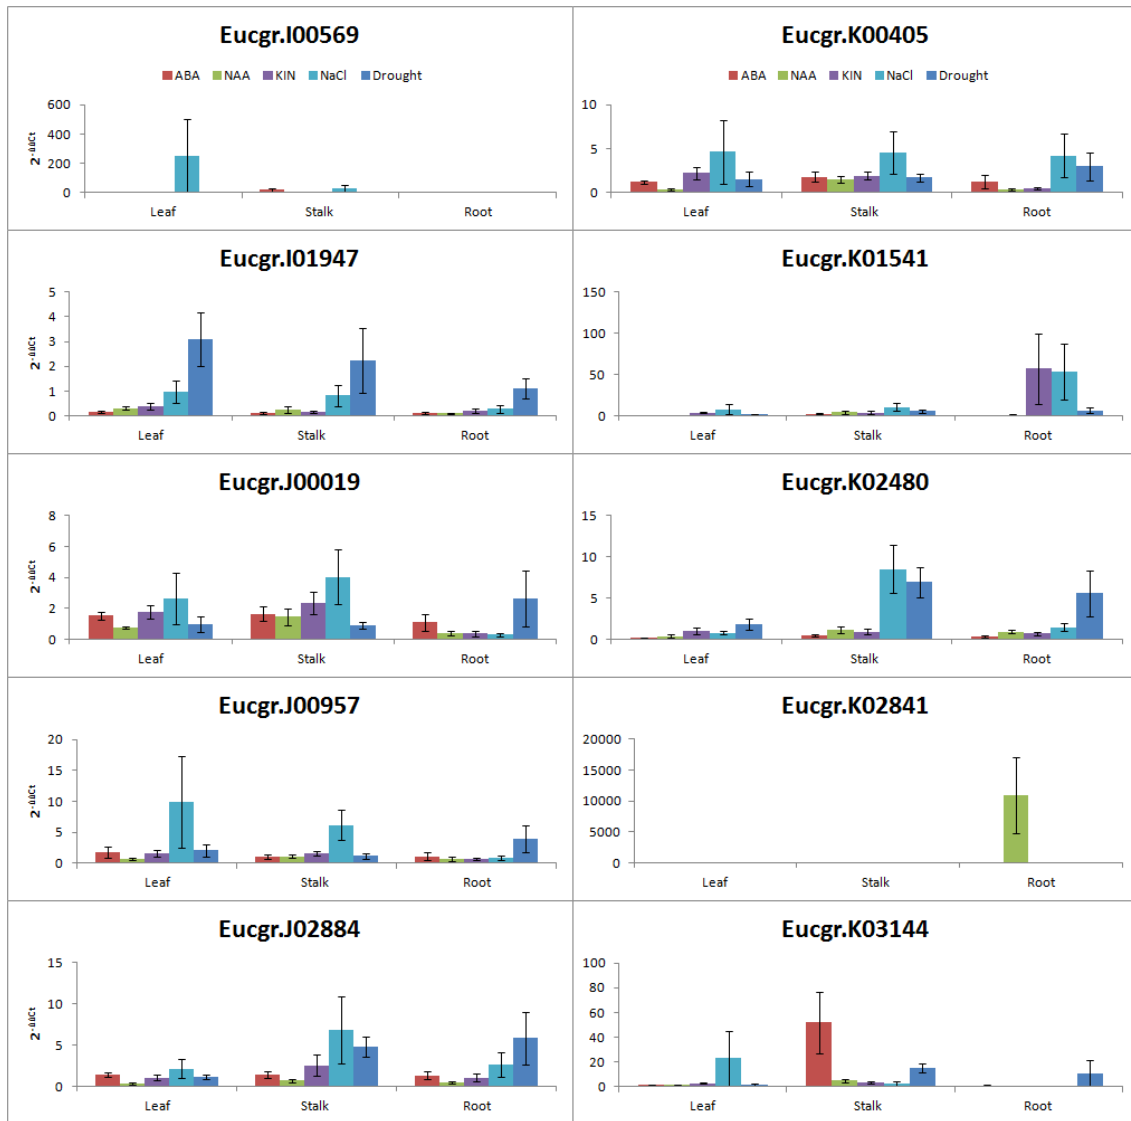 Eucgr.I00569
ABA NAA KIN NaCl Drought
600
400
200
0
2^-ûûCt
Leaf Stalk Root
Eucgr.K00405
ABA NAA KIN NaCl Drought
10
5
0
Leaf Stalk Root
Eucgr.I01947
5
4
3
2
1
0
2^-ûûCt
Leaf Stalk Root
Eucgr.K01541
150
100
50
0
Leaf Stalk Root
Eucgr.J00019
8
6
4
2
0
2^-ûûCt
Leaf Stalk Root
Eucgr.K02480
15
10
5
0
Leaf Stalk Root
Eucgr.J00957
20
15
10
5
0
2^-ûûCt
Leaf Stalk Root
Eucgr.K02841
20000
15000
10000
5000
0
Leaf Stalk Root
Eucgr.J02884
15
10
5
0
2^-ûûCt
Leaf Stalk Root
Eucgr.K03144
100
80
60
40
20
0
Leaf Stalk Root